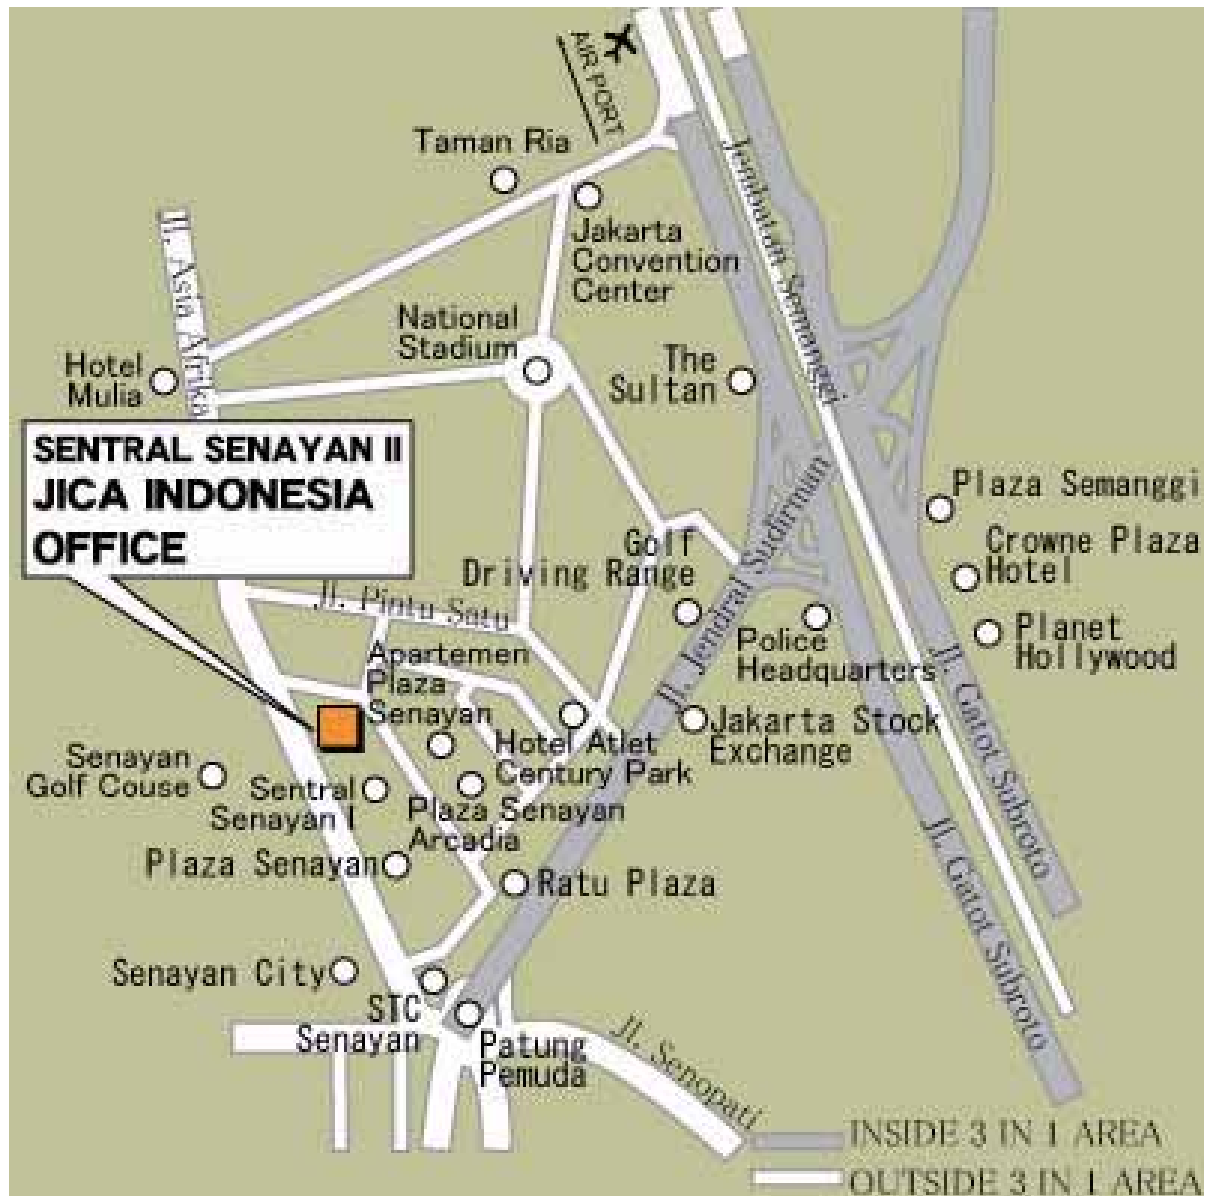 AIR PORT
Taman Ria
Jakarta
Convention
Center
Jembatan Semanggi
Jl. Asia Afrika
National
Stadium
Hotel
Mulia
The
Sultan
SENTRAL SENAYAN II
JICA INDONESIA
OFFICE
Plaza Semanggi
Crowne Plaza
Hotel
Golf
Driving Range
Jl. Jendral Sudirman
Jl. Pintu Satu
Police
Headquarters
Planet
Hollywood
Apartemen
Plaza
Senayan
Jl. Gatot Subroto
Jakarta Stock
Exchange
Hotel Atlet
Century Park
Senayan
Golf Couse
Sentral
Senayan I
Plaza Senayan
Arcadia
Jl. Gatot Subroto
Plaza Senayan
Ratu Plaza
Senayan City
STC
Senayan
Patung
Pemuda
Jl. Senopati
INSIDE 3 IN 1 AREA
OUTSIDE 3 IN 1 AREA